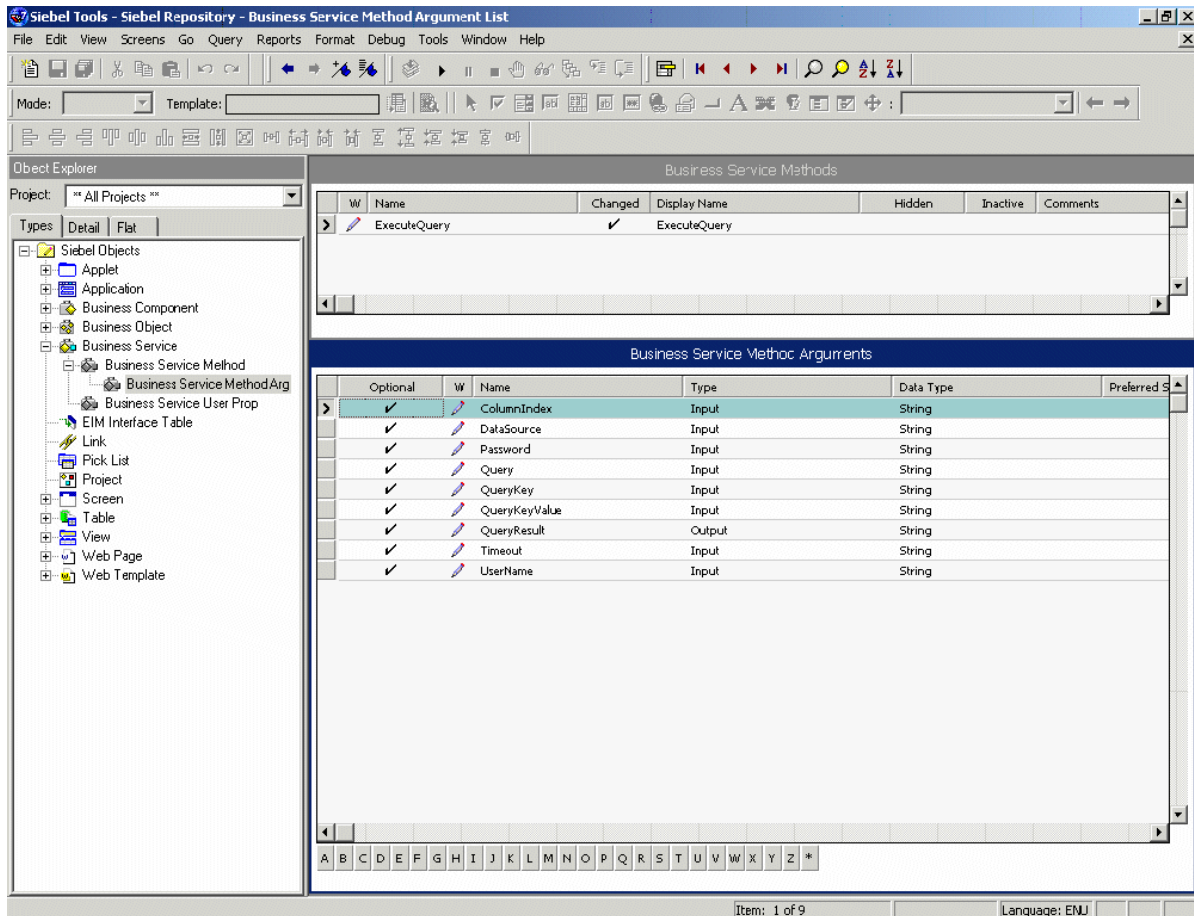 Siebel Tools - Siebel Repository - Business Service Method Argument List
File Edit View Screens Go Query Reports Format Debug Tools Window Help
Mode: Template:
Obect Explorer
Project: ** All Projects **
Types Detail Flat
Siebel Objects
Applet
Application
Business Component
Business Object
Business Service
Business Service Method
Business Service Method Arg
Business Service User Prop
EIM Interface Table
Link
Pick List
Project
Screen
Table
View
Web Page
Web Template
Business Service Methods
W Name Changed Display Name Hidden Inactive Comments
ExecuteQuery ExecuteQuery
Business Service Method Arguments
Optional W Name Type Data Type Preferred S
ColumnIndex Input String
DataSource Input String
Password Input String
Query Input String
QueryKey Input String
QueryKeyValue Input String
QueryResult Output String
Timeout Input String
UserName Input String
A B C D E F G H I J K L M N O P Q R S T U V W X Y Z *
Item: 1 of 9 Language: ENU